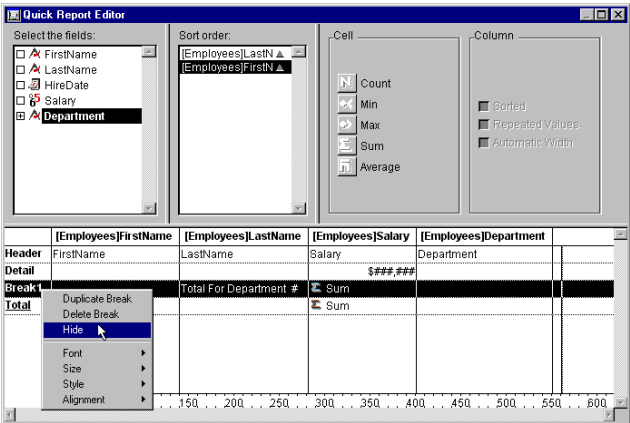 Quick Report Editor
Select the fields:
FirstName
LastName
HireDate
Salary
Department
Sort order:
[Employees]LastN
[Employees]FirstN
Cell
Count
Min
Max
Sum
Average
Column
Sorted
Repeated Values
Automatic Width
[Employees]FirstName [Employees]LastName [Employees]Salary [Employees]Department
Header FirstName LastName Salary Department
Detail $###,###
Break1 Total For Department # Sum
Total Sum
Duplicate Break
Delete Break
Hide
Font
Size
Style
Alignment
150 200 250 300 350 400 450 500 550 600